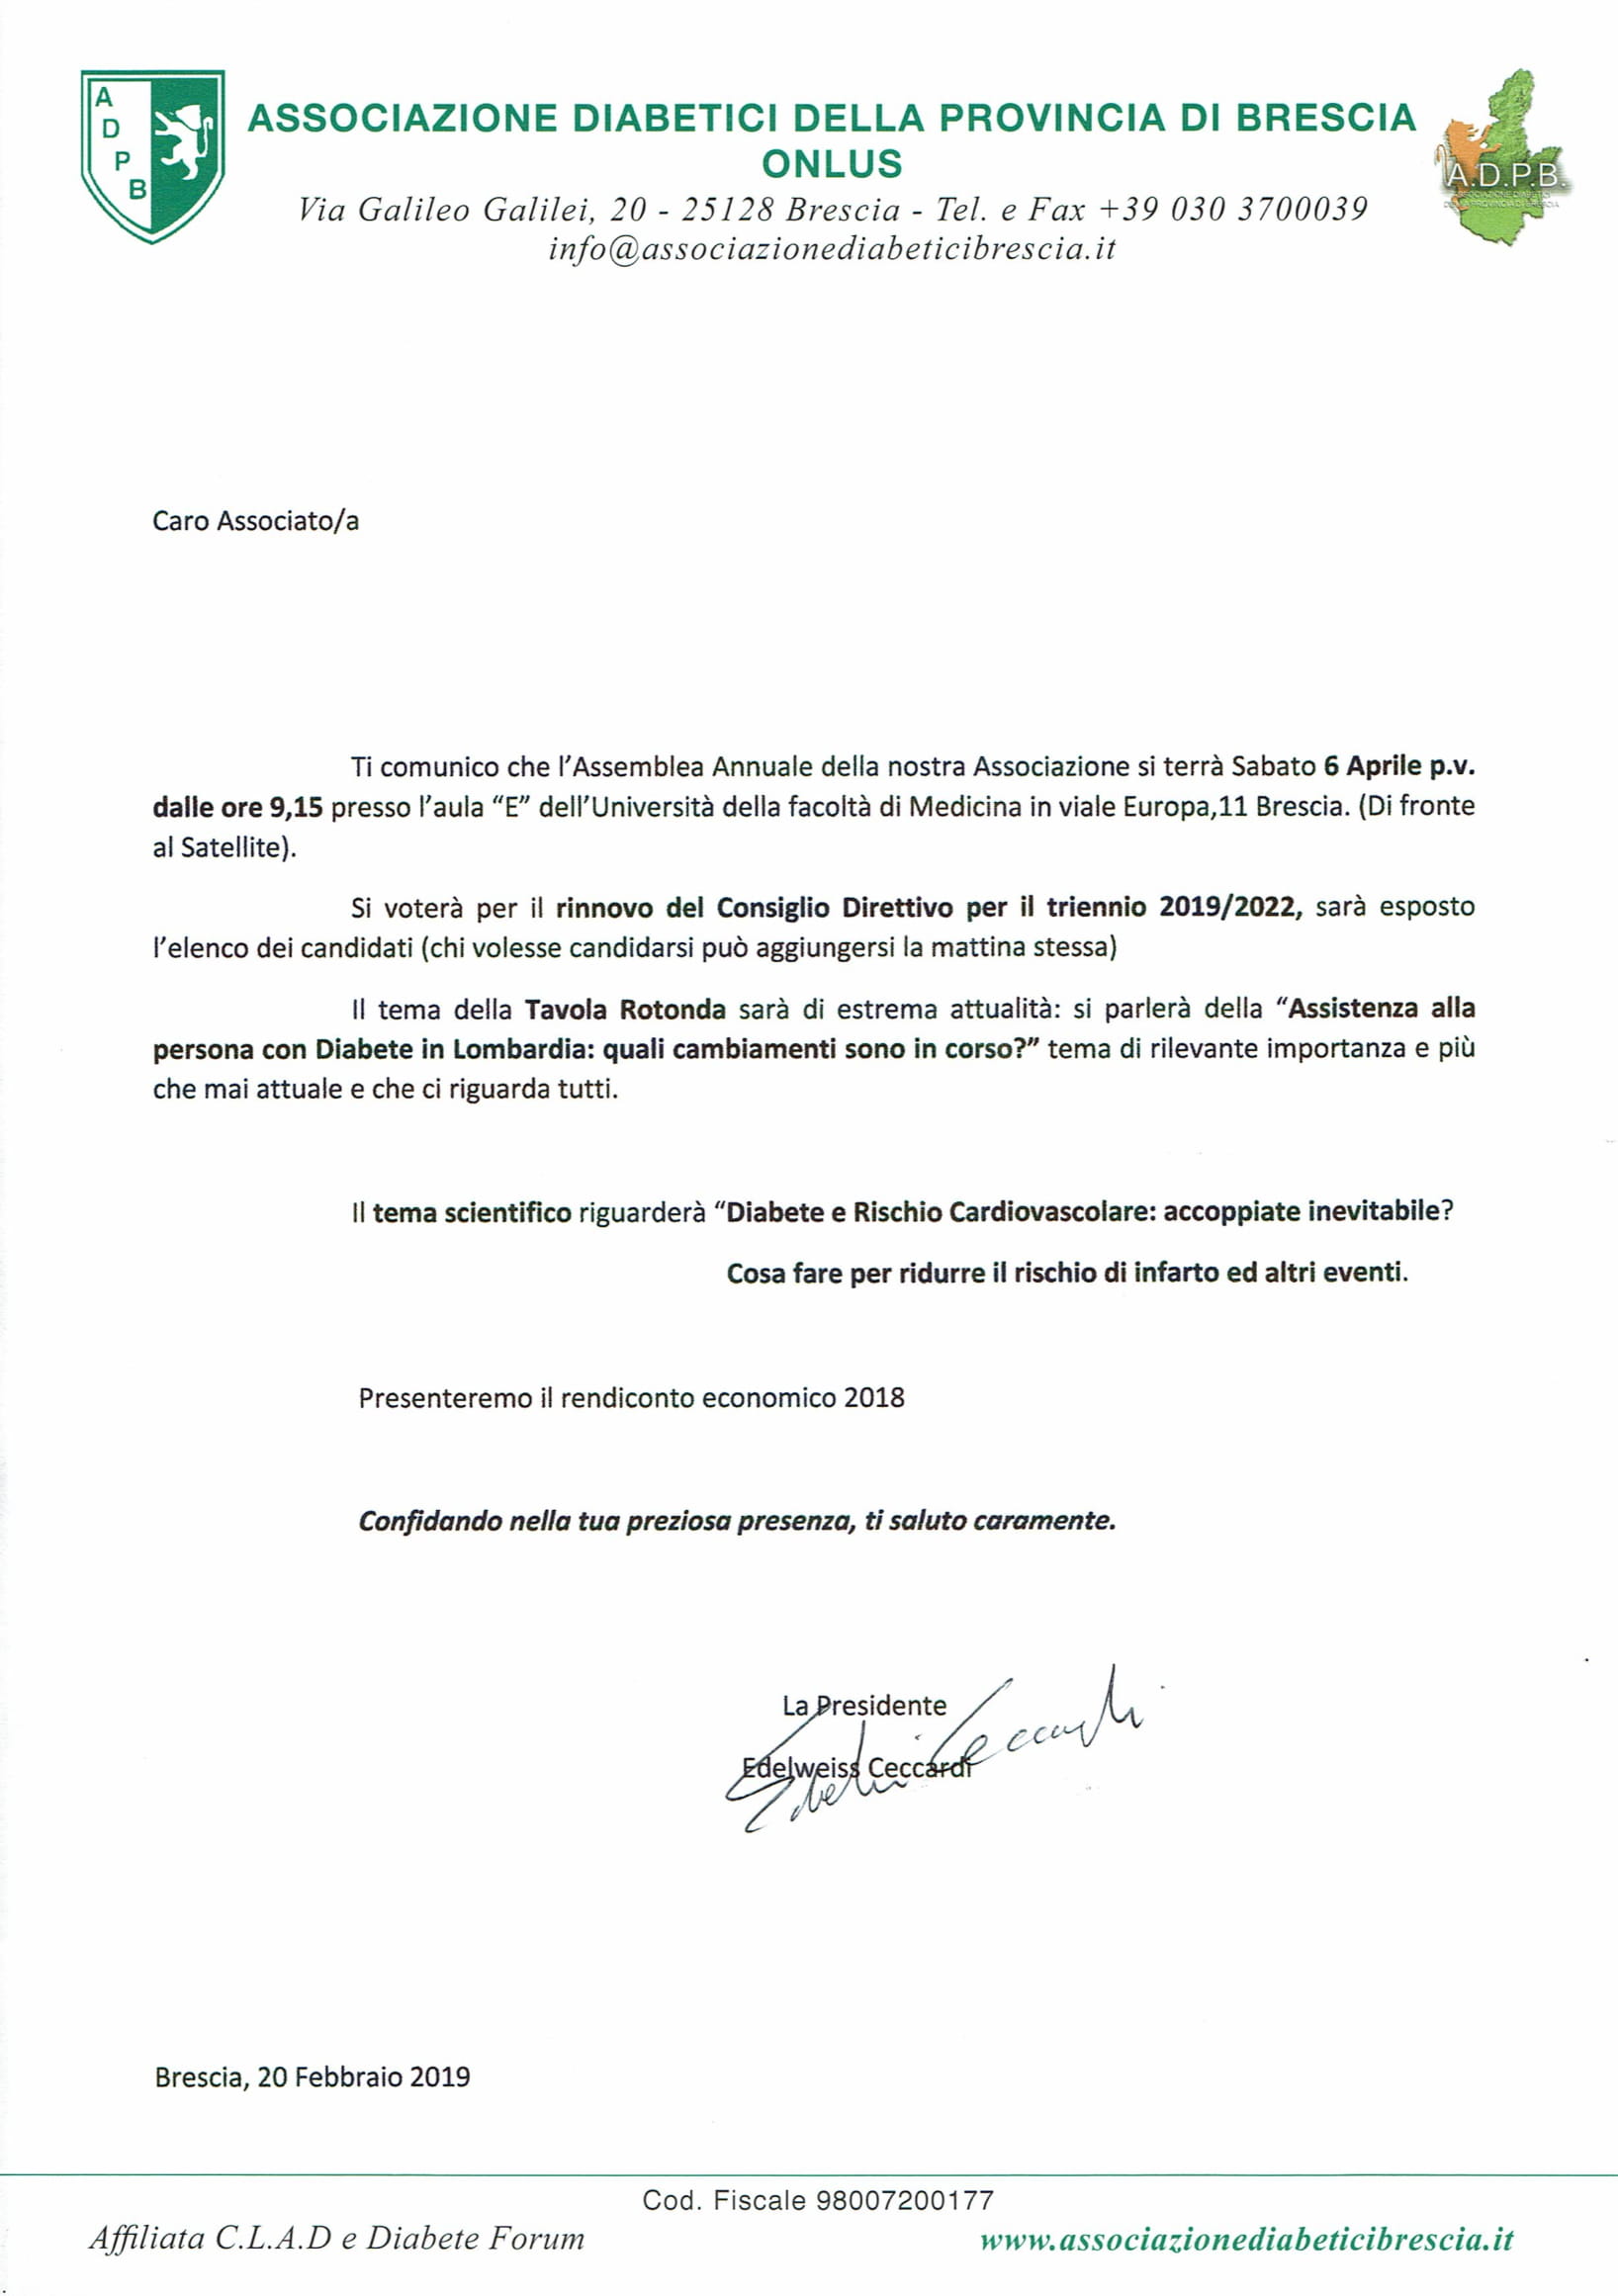 A
D
P
B
ASSOCIAZIONE DIABETICI DELLA PROVINCIA DI BRESCIA
ONLUS
Via Galileo Galilei, 20 - 25128 Brescia - Tel. e Fax +39 030 3700039
info@associazionediabeticibrescia.it
A.D.P.B.
ASSOCIAZIONE DIABETICI
DELLA PROVINCIA DI BRESCIA
Caro Associato/a
Ti comunico che l'Assemblea Annuale della nostra Associazione si terrà Sabato 6 Aprile p.v.
dalle ore 9,15 presso l'aula "E" dell'Università della facoltà di Medicina in viale Europa,11 Brescia. (Di fronte
al Satellite).
Si voterà per il rinnovo del Consiglio Direttivo per il triennio 2019/2022, sarà esposto
l'elenco dei candidati (chi volesse candidarsi può aggiungersi la mattina stessa)
Il tema della Tavola Rotonda sarà di estrema attualità: si parlerà della "Assistenza alla
persona con Diabete in Lombardia: quali cambiamenti sono in corso?" tema di rilevante importanza e più
che mai attuale e che ci riguarda tutti.
Il tema scientifico riguarderà "Diabete e Rischio Cardiovascolare: accoppiate inevitabile?
Cosa fare per ridurre il rischio di infarto ed altri eventi.
Presenteremo il rendiconto economico 2018
Confidando nella tua preziosa presenza, ti saluto caramente.
La Presidente
Edelweiss Ceccardi
Brescia, 20 Febbraio 2019
Cod. Fiscale 98007200177
Affiliata C.L.A.D e Diabete Forum
www.associazionediabeticibrescia.it